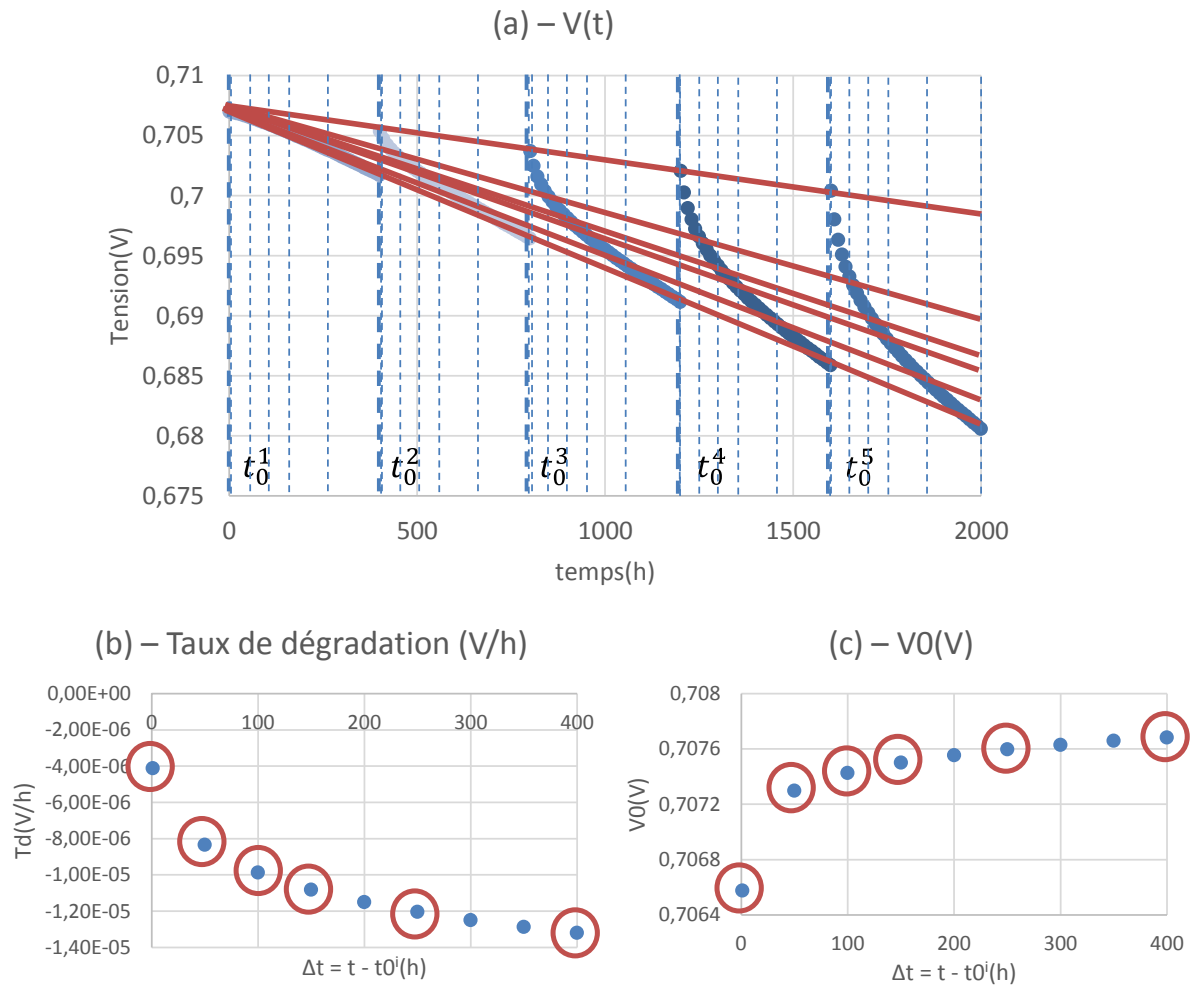 (a) – V(t)
0,71
0,705
0,7
0,695
0,69
0,685
0,68
0,675
Tension(V)
t₀¹ t₀² t₀³ t₀⁴ t₀⁵
0 500 1000 1500 2000
temps(h)
(b) – Taux de dégradation (V/h)
0,00E+00
-2,00E-06
-4,00E-06
-6,00E-06
-8,00E-06
-1,00E-05
-1,20E-05
-1,40E-05
Td(V/h)
0 100 200 300 400
Δt = t - t0ⁱ(h)
(c) – V0(V)
0,708
0,7076
0,7072
0,7068
0,7064
V0(V)
0 100 200 300 400
Δt = t - t0ⁱ(h)